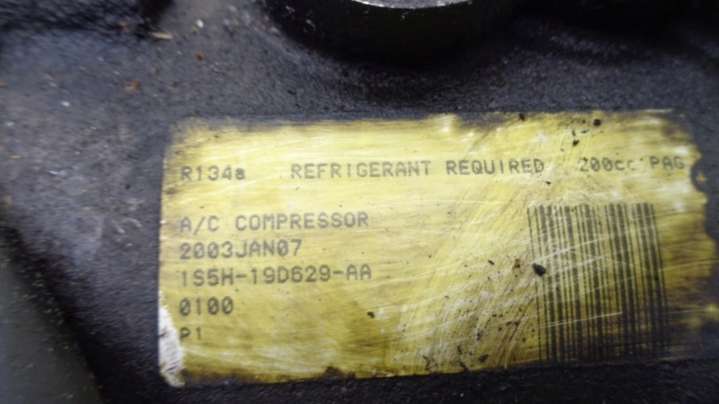 R134a REFRIGERANT REQUIRED 200cc PAG
A/C COMPRESSOR
2003JAN07
1S5H-19D629-AA
0100
P1